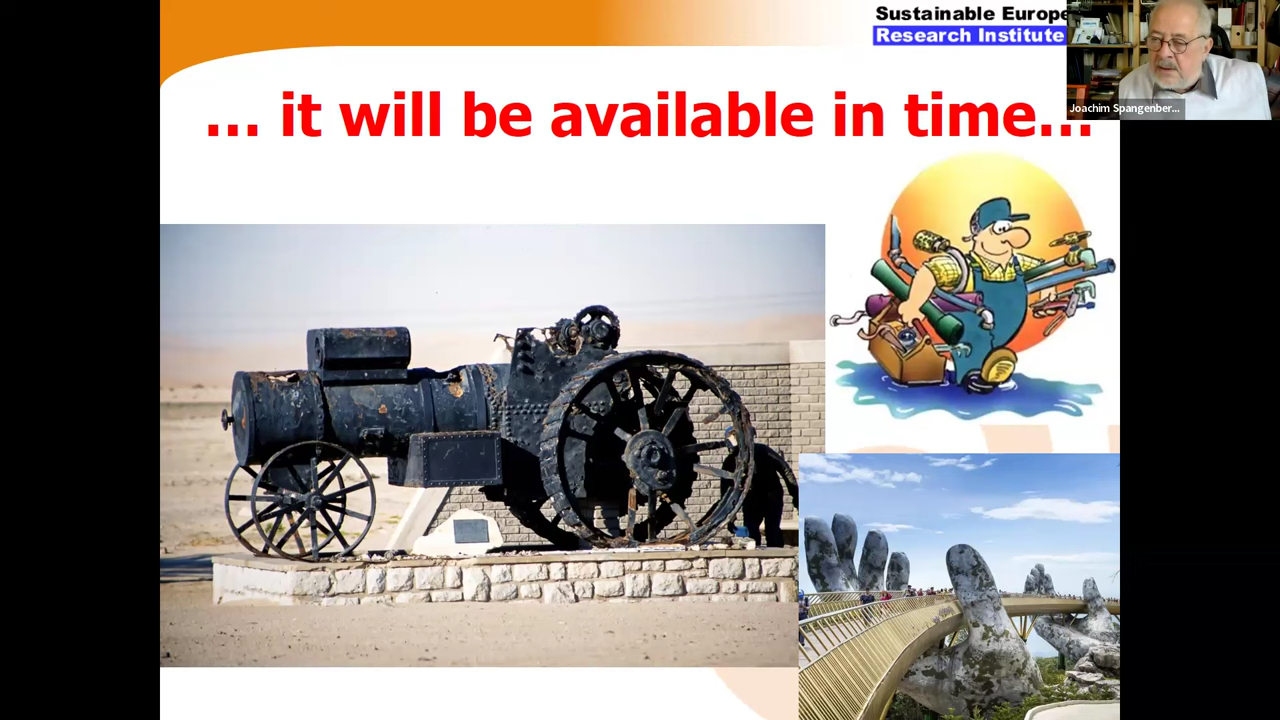 Sustainable Europe
Research Institute
Joachim Spangenber...
... it will be available in time...